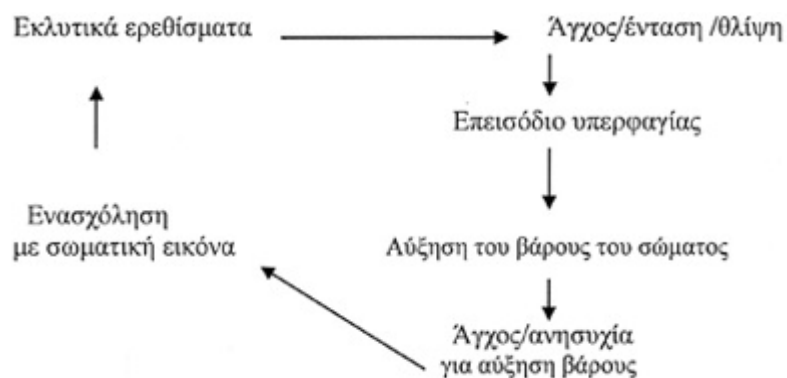 Εκλυτικά ερεθίσματα
Άγχος/ένταση /θλίψη
Επεισόδιο υπερφαγίας
Ενασχόληση
με σωματική εικόνα
Αύξηση του βάρους του σώματος
Άγχος/ανησυχία
για αύξηση βάρους